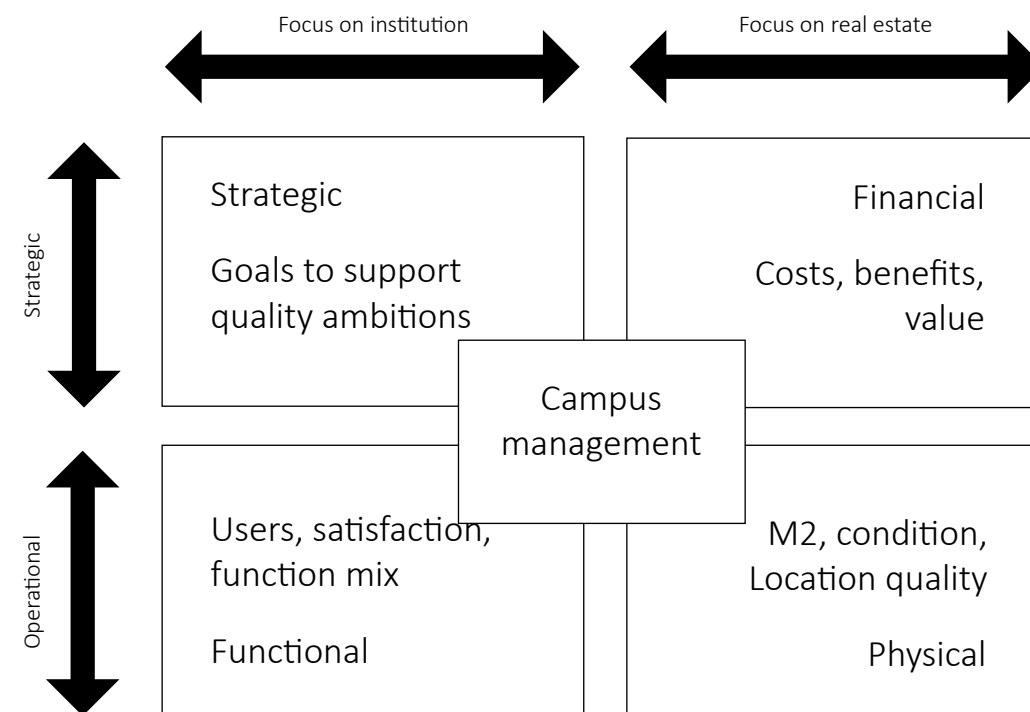 Focus on institution
Focus on real estate
Strategic
Strategic
Goals to support
quality ambitions
Financial
Costs, benefits,
value
Campus
management
Operational
Users, satisfaction,
function mix
Functional
M2, condition,
Location quality
Physical